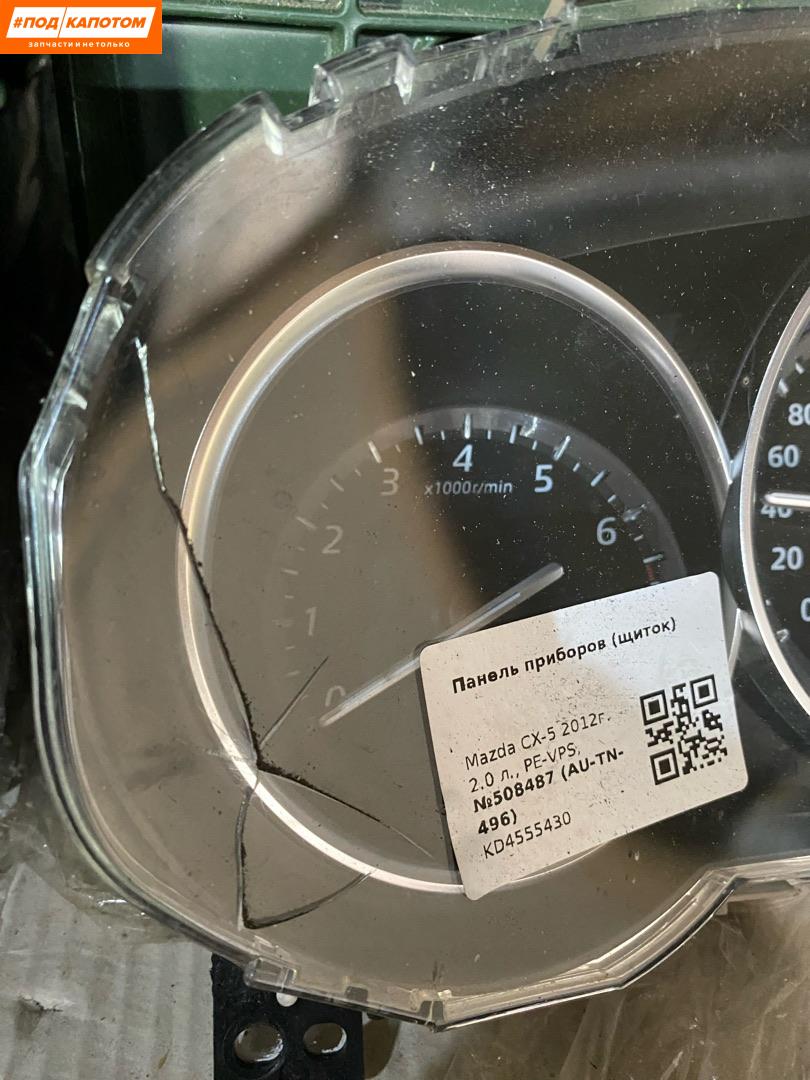 #ПОД КАПОТОМ
запчасти и не только
80
60
40
20
0
4
3
5
x1000r/min
2
6
1
0
Панель приборов (щиток)
Mazda CX-5 2012г.
2.0 л., PE-VPS,
№508487 (AU-TN-
496)
KD4555430